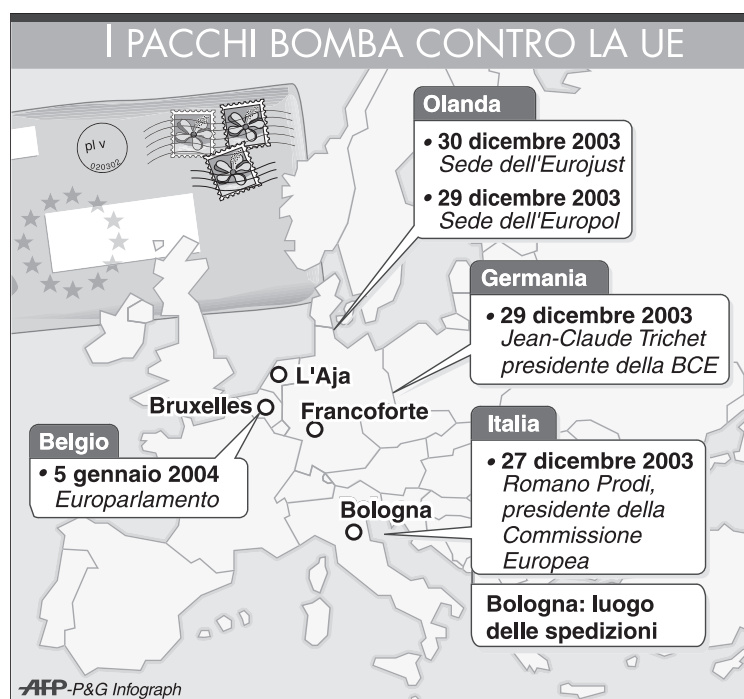 I PACCHI BOMBA CONTRO LA UE
pl v
020302
Olanda
• 30 dicembre 2003
Sede dell'Eurojust
• 29 dicembre 2003
Sede dell'Europol
Germania
• 29 dicembre 2003
Jean-Claude Trichet
presidente della BCE
L'Aja
Bruxelles
Francoforte
Belgio
• 5 gennaio 2004
Europarlamento
Italia
• 27 dicembre 2003
Romano Prodi,
presidente della
Commissione
Europea
Bologna
Bologna: luogo
delle spedizioni
AFP-P&G Infograph